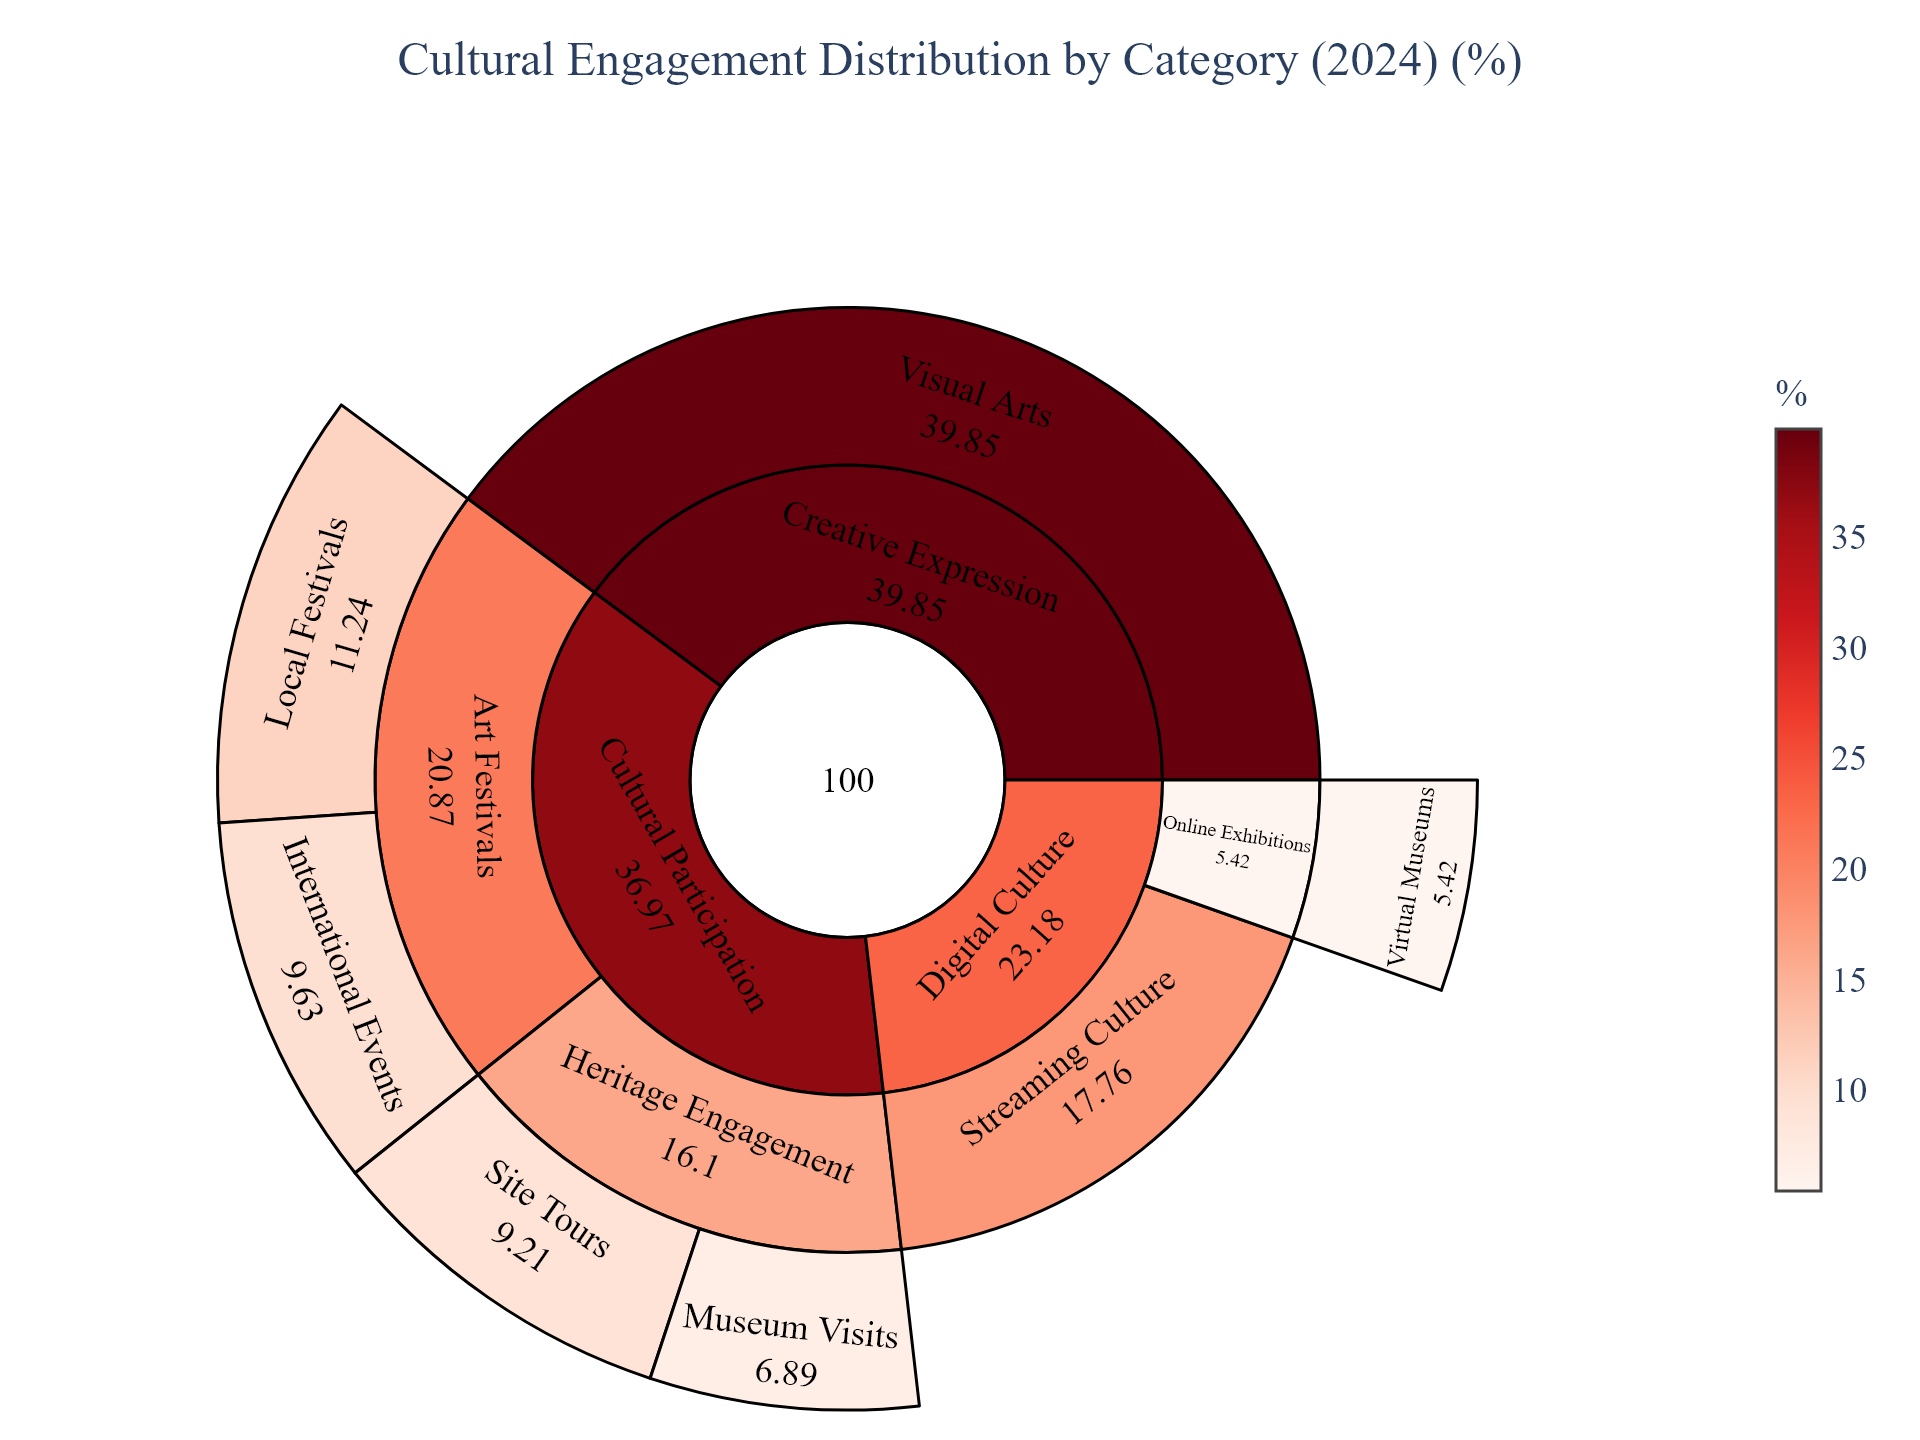 Cultural Engagement Distribution by Category (2024) (%)
Visual Arts
39.85
Creative Expression
39.85
Local Festivals
11.24
Art Festivals
20.87
Cultural Participation
36.97
100
Digital Culture
23.18
Online Exhibitions
5.42
Virtual Museums
5.42
International Events
9.63
Streaming Culture
17.76
Heritage Engagement
16.1
Site Tours
9.21
Museum Visits
6.89
%
35
30
25
20
15
10